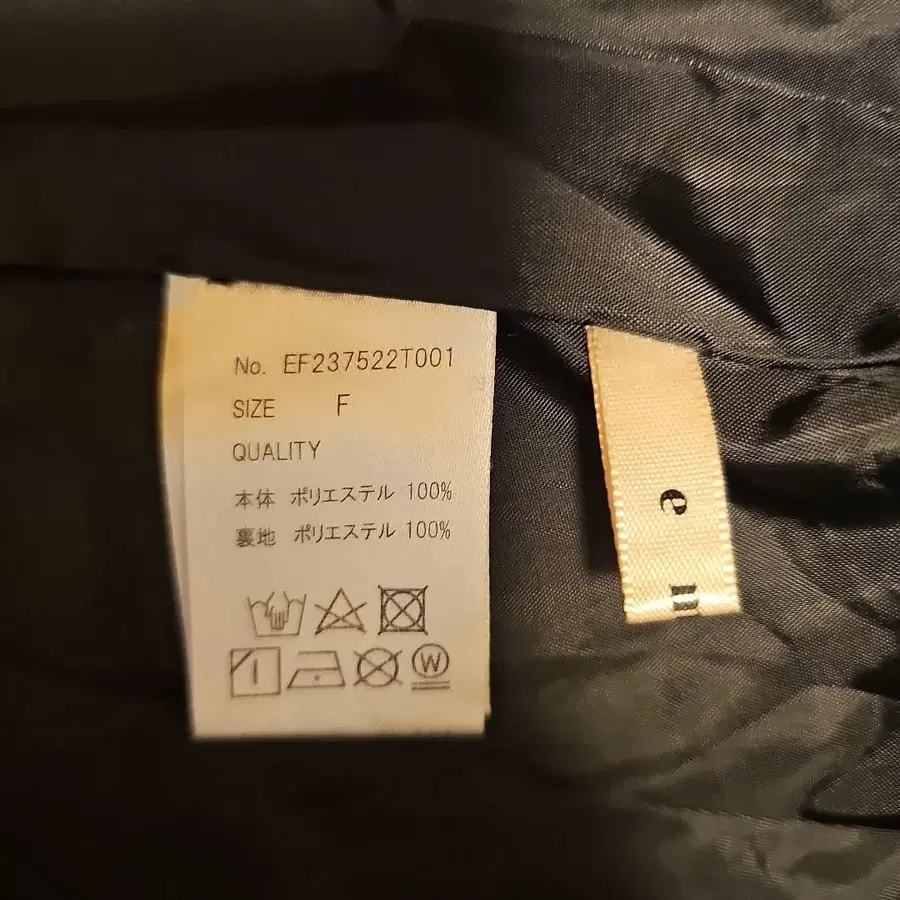 No. EF237522T001
SIZE F
QUALITY
本体 ポリエステル 100%
裏地 ポリエステル 100%
W
e n